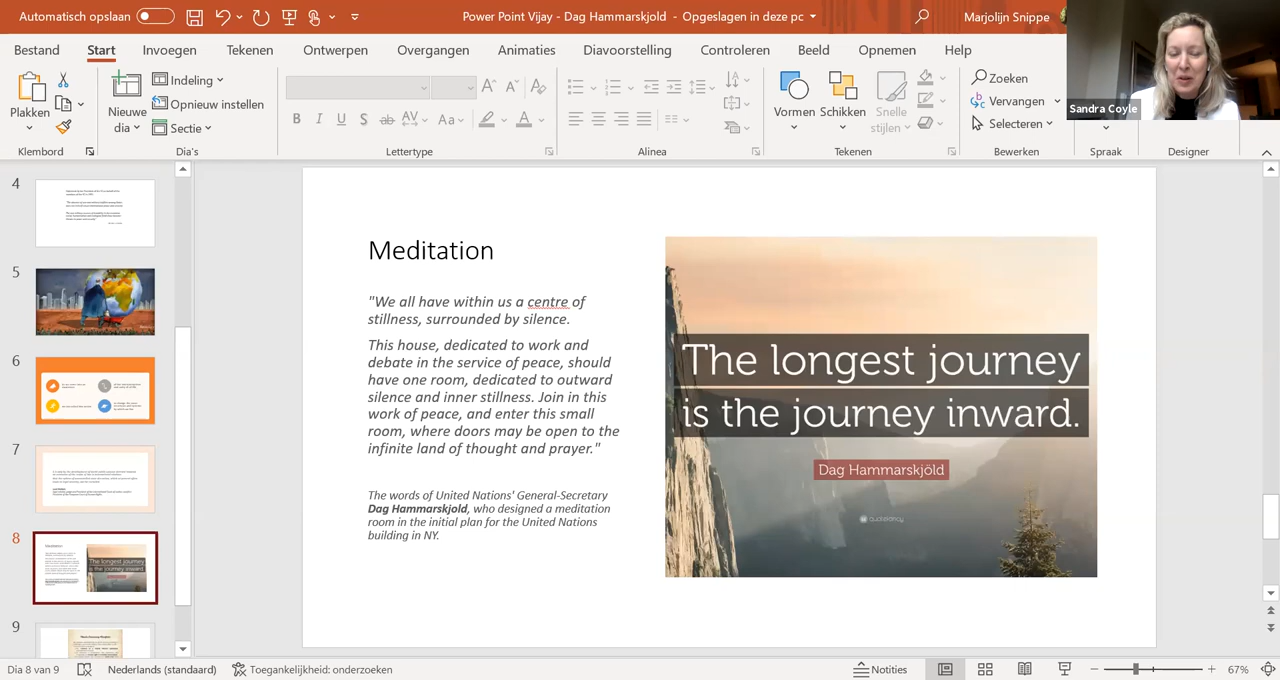 Automatisch opslaan
Power Point Vijay - Dag Hammarskjold - Opgeslagen in deze pc
Marjolijn Snippe
Bestand Start Invoegen Tekenen Ontwerpen Overgangen Animaties Diavoorstelling Controleren Beeld Opnemen Help
Sandra Coyle
Plakken
Nieuwe dia
Indeling
Opnieuw instellen
Sectie
Vormen
Schikken
Snelle stijlen
Zoeken
Vervangen
Selecteren
Klembord Dia's Lettertype Alinea Tekenen Bewerken Spraak Designer
4
5
6
7
8
9
Meditation
"We all have within us a centre of
stillness, surrounded by silence.
This house, dedicated to work and
debate in the service of peace, should
have one room, dedicated to outward
silence and inner stillness. Join in this
work of peace, and enter this small
room, where doors may be open to the
infinite land of thought and prayer."
The words of United Nations' General-Secretary
Dag Hammarskjold, who designed a meditation
room in the initial plan for the United Nations
building in NY.
The longest journey
is the journey inward.
Dag Hammarskjöld
Dia 8 van 9
Nederlands (standaard)
Toegankelijkheid: onderzoeken
Notities
67%